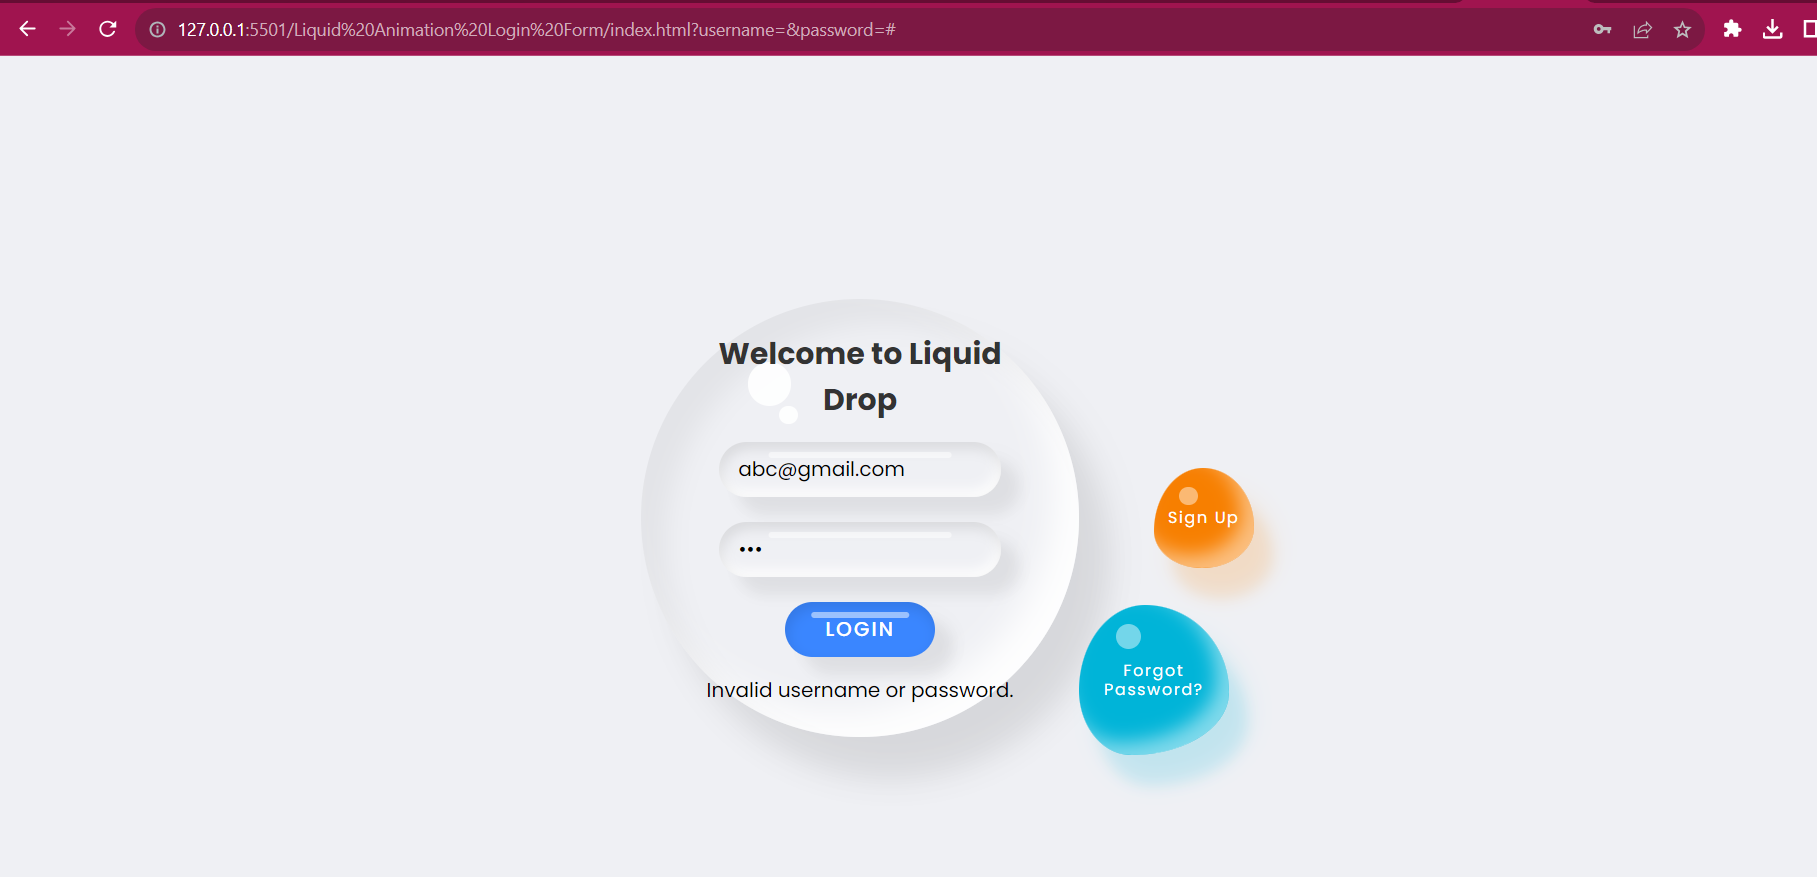 127.0.0.1:5501/Liquid%20Animation%20Login%20Form/index.html?username=&password=#
Welcome to Liquid
Drop
abc@gmail.com
•••
LOGIN
Invalid username or password.
Sign Up
Forgot
Password?